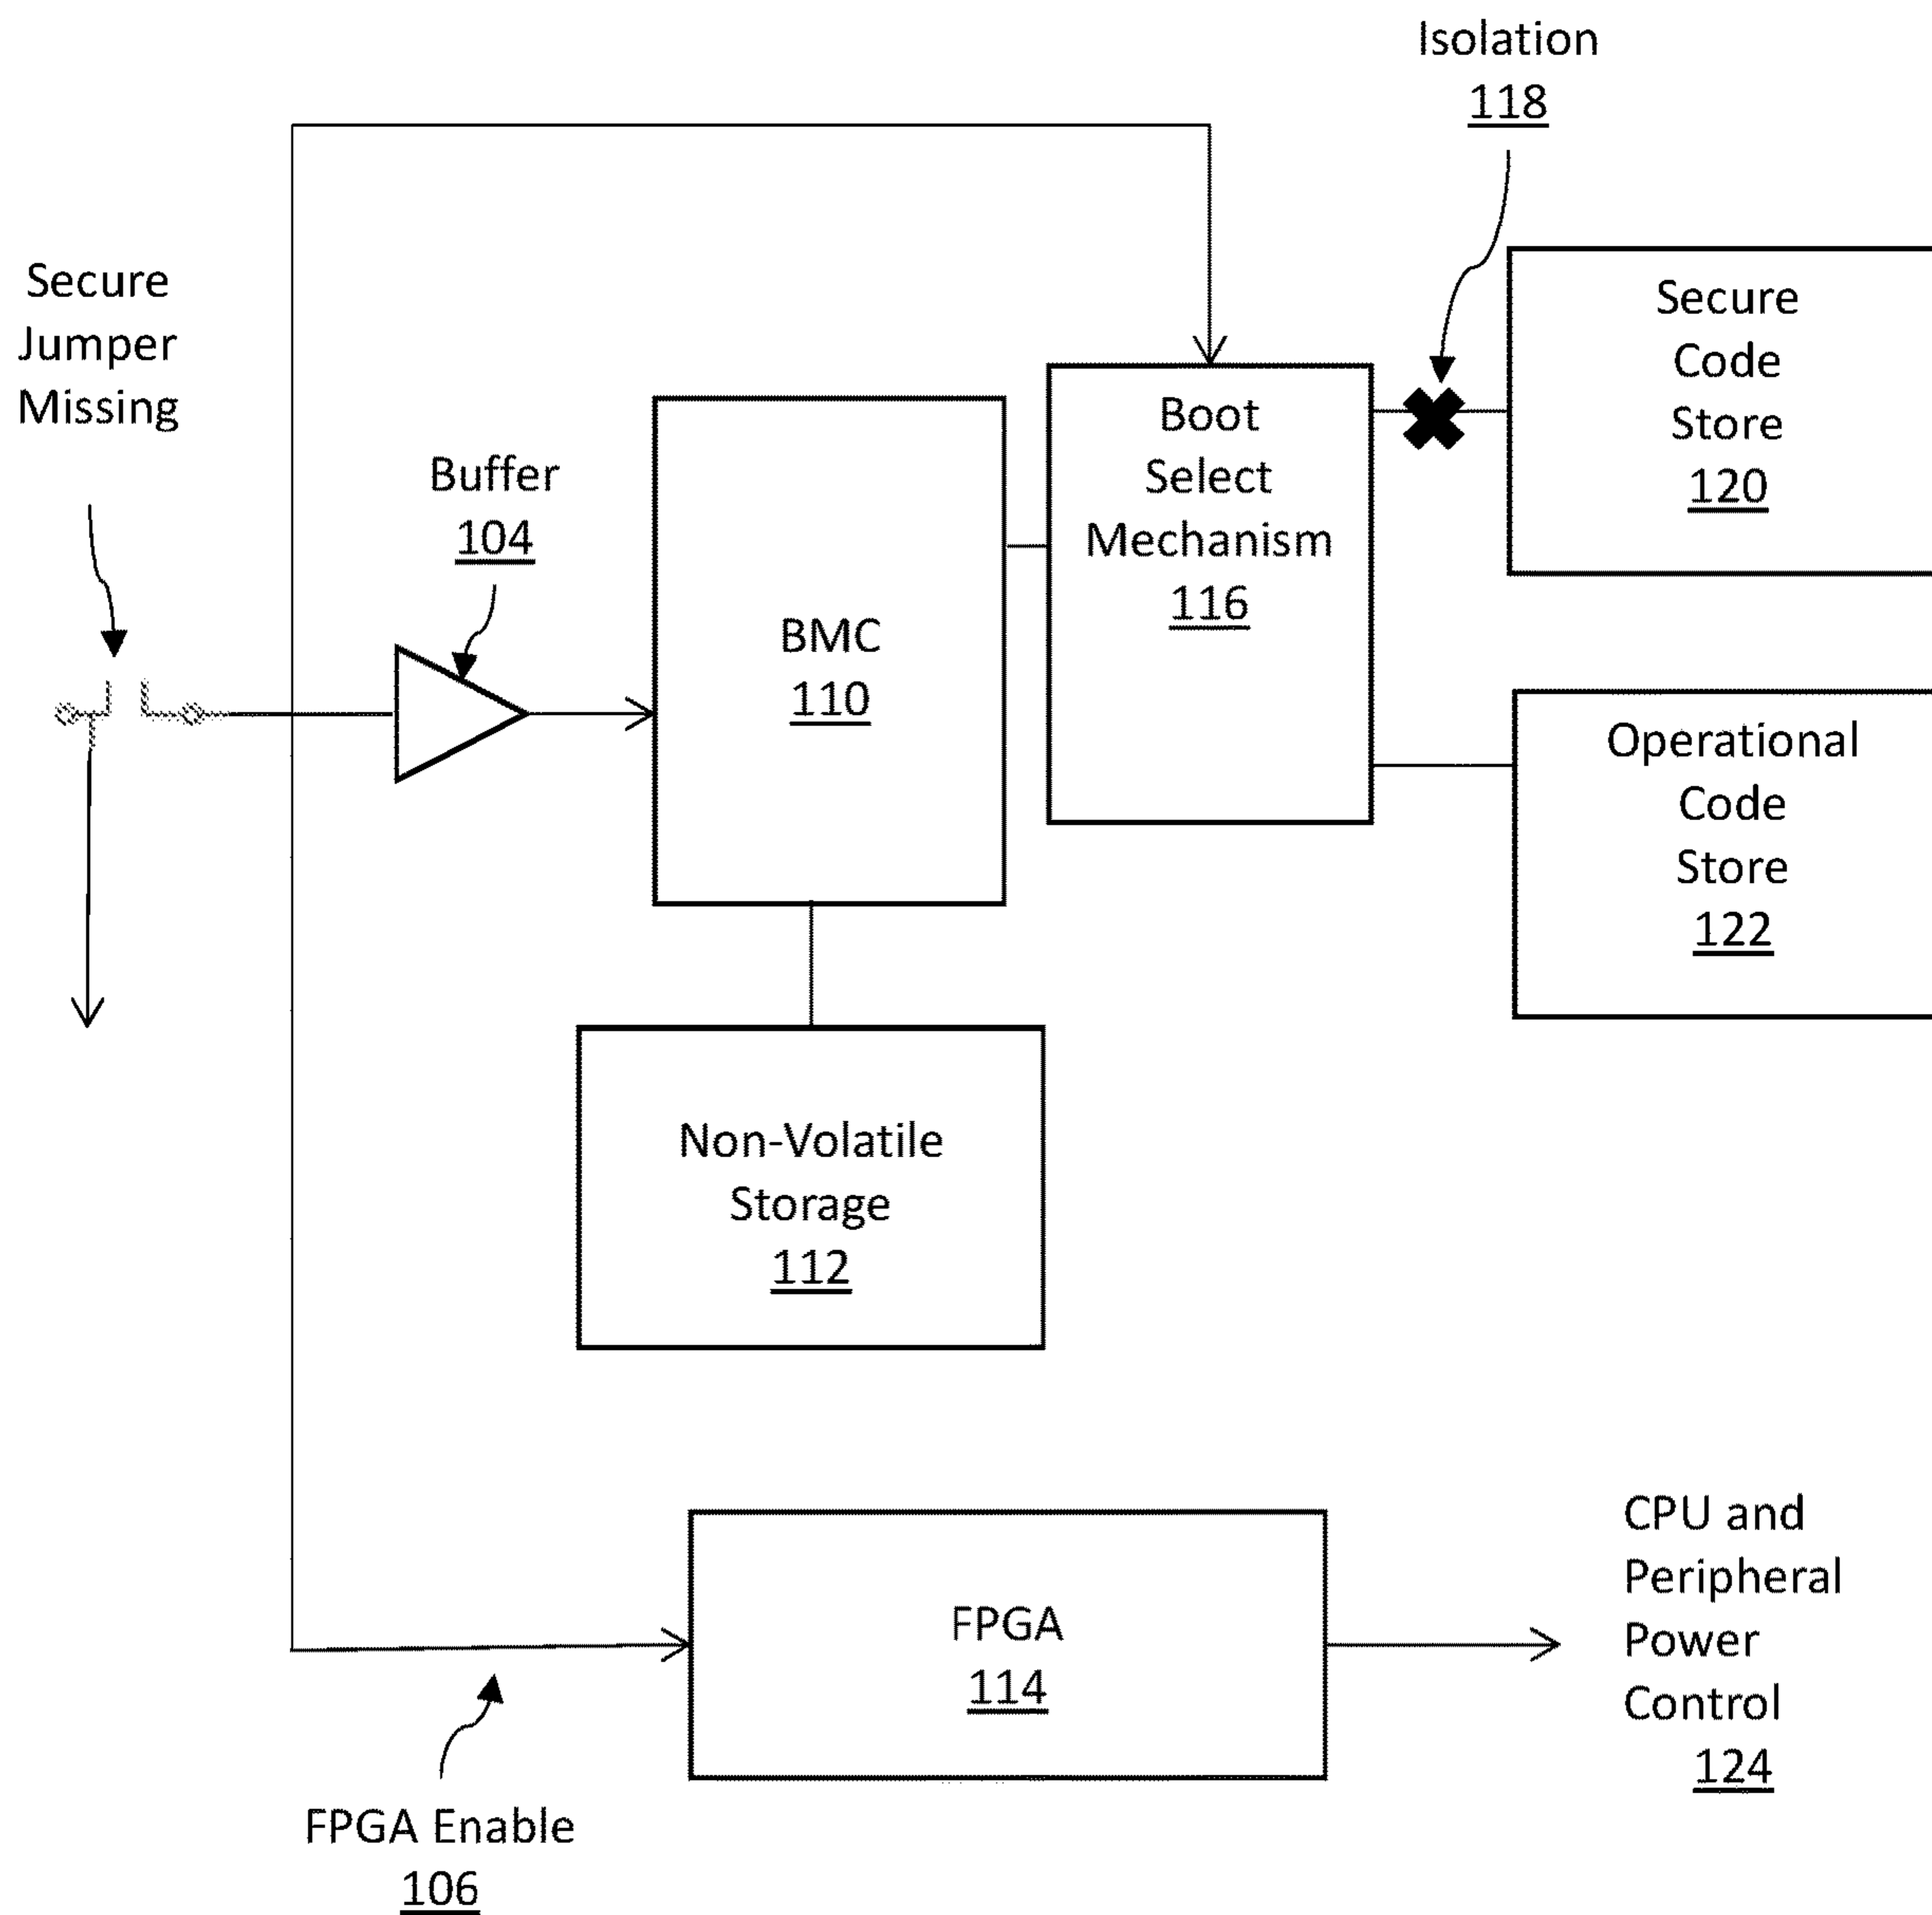 Isolation
118
Secure
Jumper
Missing
Buffer
104
BMC
110
Boot
Select
Mechanism
116
Secure
Code
Store
120
Operational
Code
Store
122
Non-Volatile
Storage
112
FPGA
114
CPU and
Peripheral
Power
Control
124
FPGA Enable
106